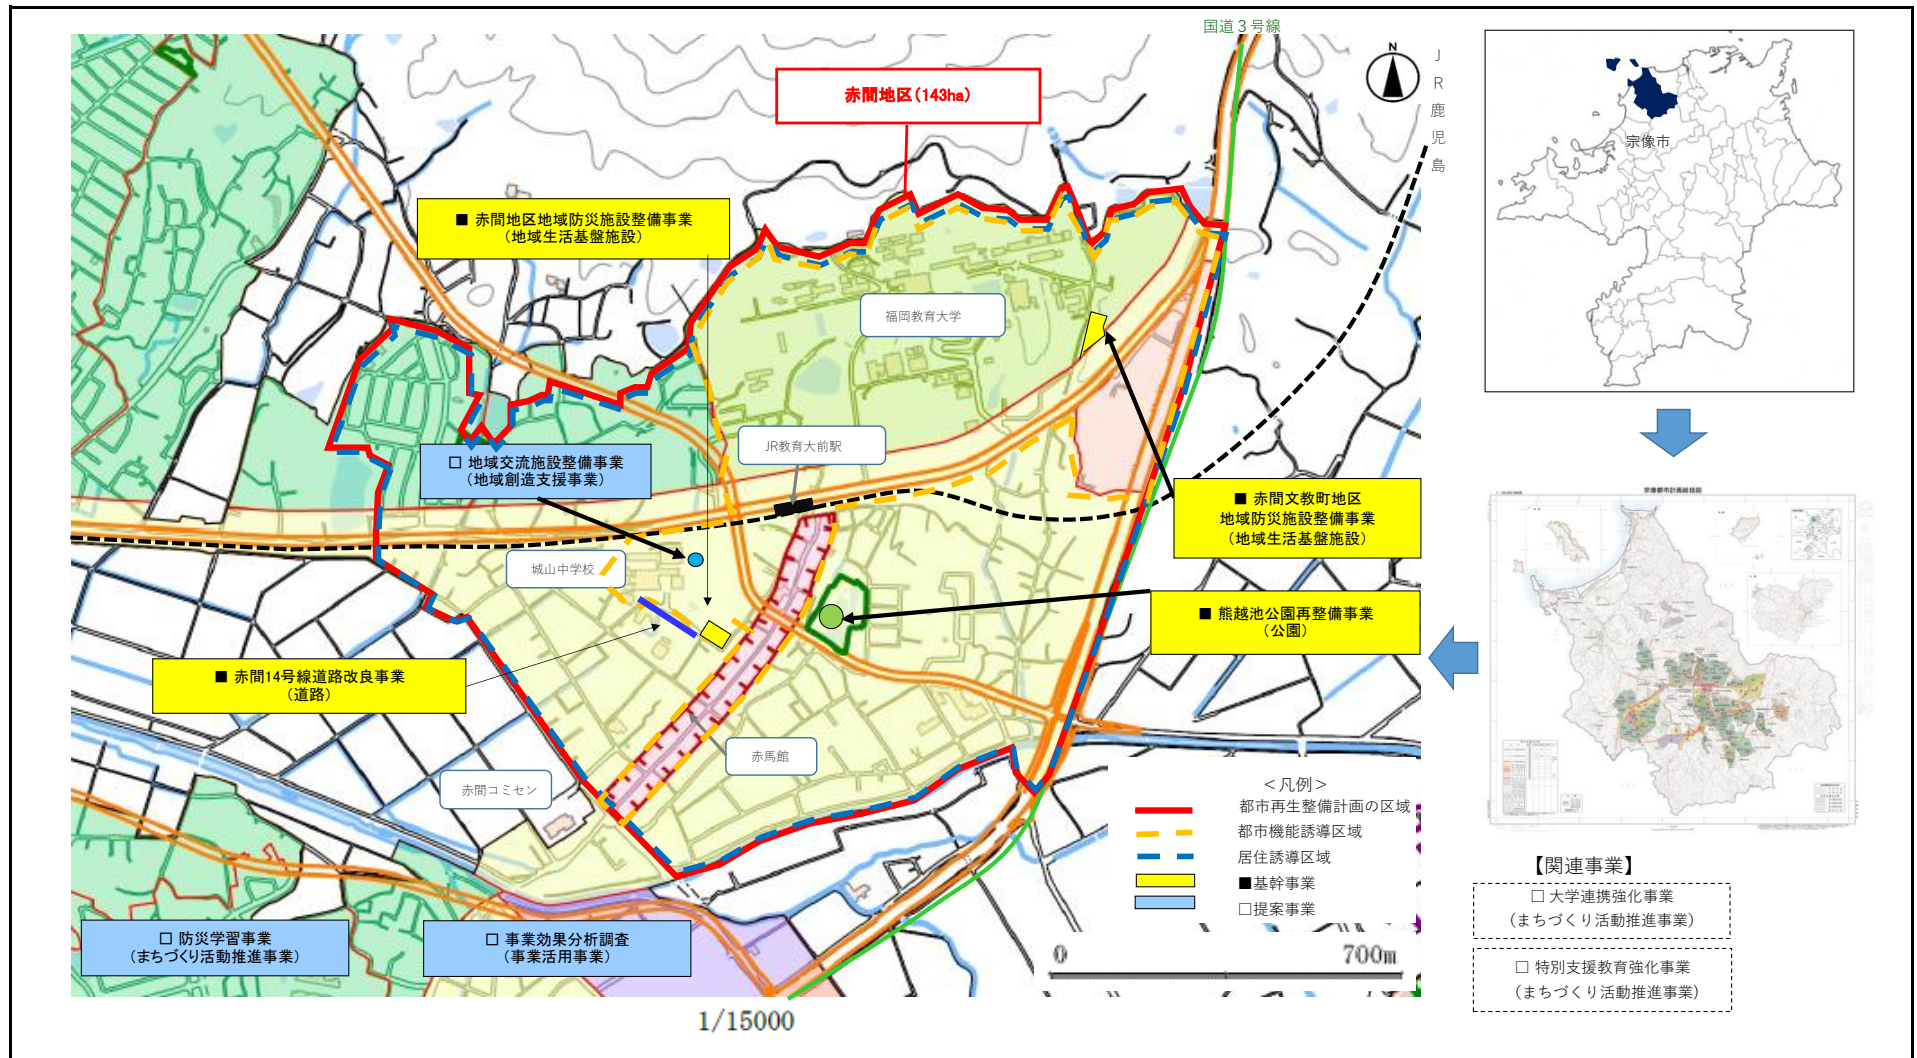 国道３号線
N
ＪＲ鹿児島
赤間地区(143ha)
宗像市
■ 赤間地区地域防災施設整備事業
(地域生活基盤施設)
福岡教育大学
JR教育大前駅
□ 地域交流施設整備事業
(地域創造支援事業)
■ 赤間文教町地区
地域防災施設整備事業
(地域生活基盤施設)
宗像都市計画総括図
城山中学校
■ 熊越池公園再整備事業
(公園)
■ 赤間14号線道路改良事業
(道路)
赤馬館
赤間コミセン
＜凡例＞
都市再生整備計画の区域
都市機能誘導区域
居住誘導区域
■基幹事業
□提案事業
□ 防災学習事業
(まちづくり活動推進事業)
□ 事業効果分析調査
(事業活用事業)
0 700m
1/15000
【関連事業】
□ 大学連携強化事業
(まちづくり活動推進事業)
□ 特別支援教育強化事業
(まちづくり活動推進事業)